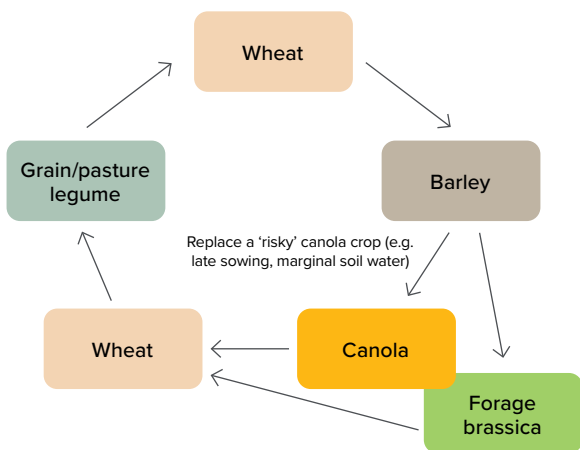 Wheat
Grain/pasture
legume
Barley
Replace a ‘risky’ canola crop (e.g.
late sowing, marginal soil water)
Wheat
Canola
Forage
brassica